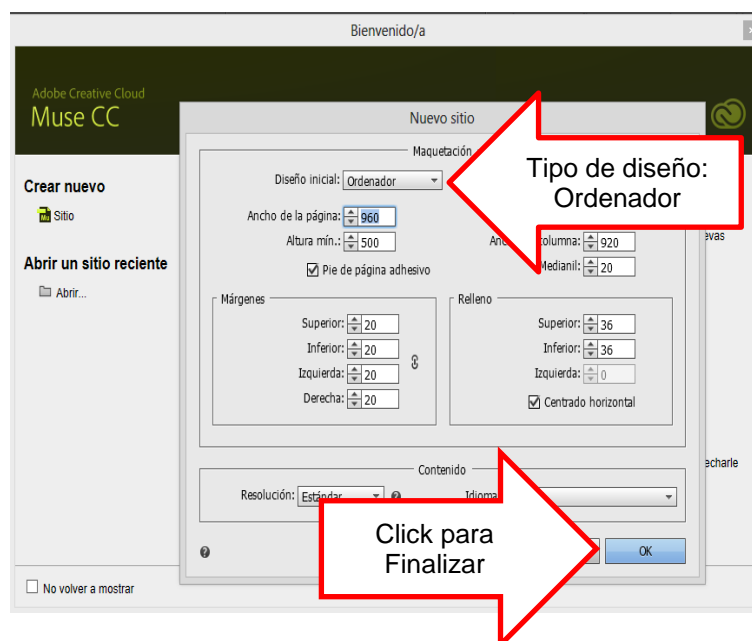 Bienvenido/a
Adobe Creative Cloud
Muse CC
Nuevo sitio
Maquetación
Diseño inicial: Ordenador
Tipo de diseño:
Ordenador
Crear nuevo
Sitio
Ancho de la página: 960
Altura mín.: 500
columna: 920
Pie de página adhesivo
Medianil: 20
Abrir un sitio reciente
Abrir...
Márgenes
Superior: 20
Inferior: 20
Izquierda: 20
Derecha: 20
Relleno
Superior: 36
Inferior: 36
Izquierda: 0
Centrado horizontal
Contenido
Resolución: Estándar
Idioma
Click para
Finalizar
OK
No volver a mostrar